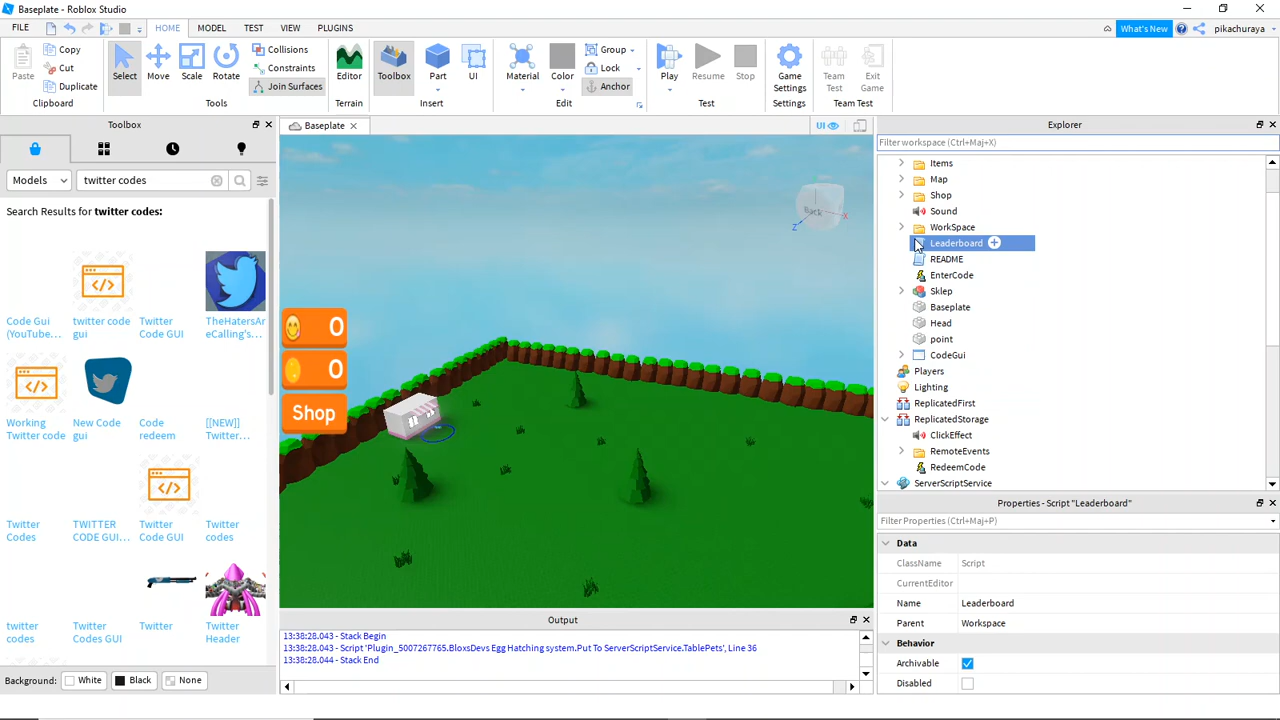 Baseplate - Roblox Studio
FILE HOME MODEL TEST VIEW PLUGINS What's New pikachuraya
Paste Copy Cut Duplicate
Select Move Scale Rotate Collisions Constraints Join Surfaces
Editor Toolbox Part UI Material Color Group Lock Anchor
Play Resume Stop Game Settings Team Test Exit Game
Clipboard Tools Terrain Insert Edit Test Settings Team Test
Toolbox
Models twitter codes
Search Results for twitter codes:
Code Gui (YouTube...
twitter code gui
Twitter Code GUI
TheHatersAr eCalling's...
Working Twitter code
New Code gui
Code redeem
[[NEW]] Twitter...
Twitter Codes
TWITTER CODE GUI...
Twitter Code GUI
Twitter codes
twitter codes
Twitter Codes GUI
Twitter
Twitter Header
Background: White Black None
Baseplate
UI
Back
X
Z
0
0
Shop
Output
13:38:28.043 - Stack Begin
13:38:28.043 - Script 'Plugin_5007267765.BloxsDevs Egg Hatching system.Put To ServerScriptService.TablePets', Line 36
13:38:28.044 - Stack End
Explorer
Filter workspace (Ctrl+Maj+X)
Items
Map
Shop
Sound
WorkSpace
Leaderboard
README
EnterCode
Sklep
Baseplate
Head
point
CodeGui
Players
Lighting
ReplicatedFirst
ReplicatedStorage
ClickEffect
RemoteEvents
RedeemCode
ServerScriptService
Properties - Script "Leaderboard"
Filter Properties (Ctrl+Maj+P)
Data
ClassName Script
CurrentEditor
Name Leaderboard
Parent Workspace
Behavior
Archivable
Disabled